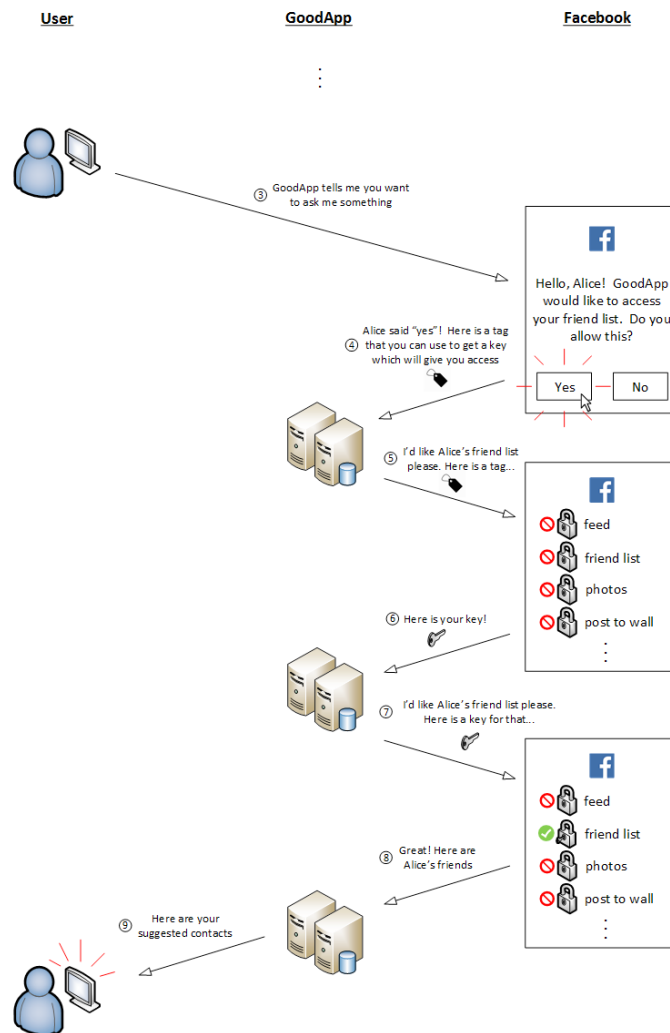 User
GoodApp
Facebook
③ GoodApp tells me you want
to ask me something
Hello, Alice! GoodApp
would like to access
your friend list. Do you
allow this?
Yes
No
④ Alice said “yes”! Here is a tag
that you can use to get a key
which will give you access
⑤ I’d like Alice’s friend list
please. Here is a tag...
feed
friend list
photos
post to wall
⑥ Here is your key!
⑦ I’d like Alice’s friend list please.
Here is a key for that...
feed
friend list
photos
post to wall
⑧ Great! Here are
Alice’s friends
⑨ Here are your
suggested contacts